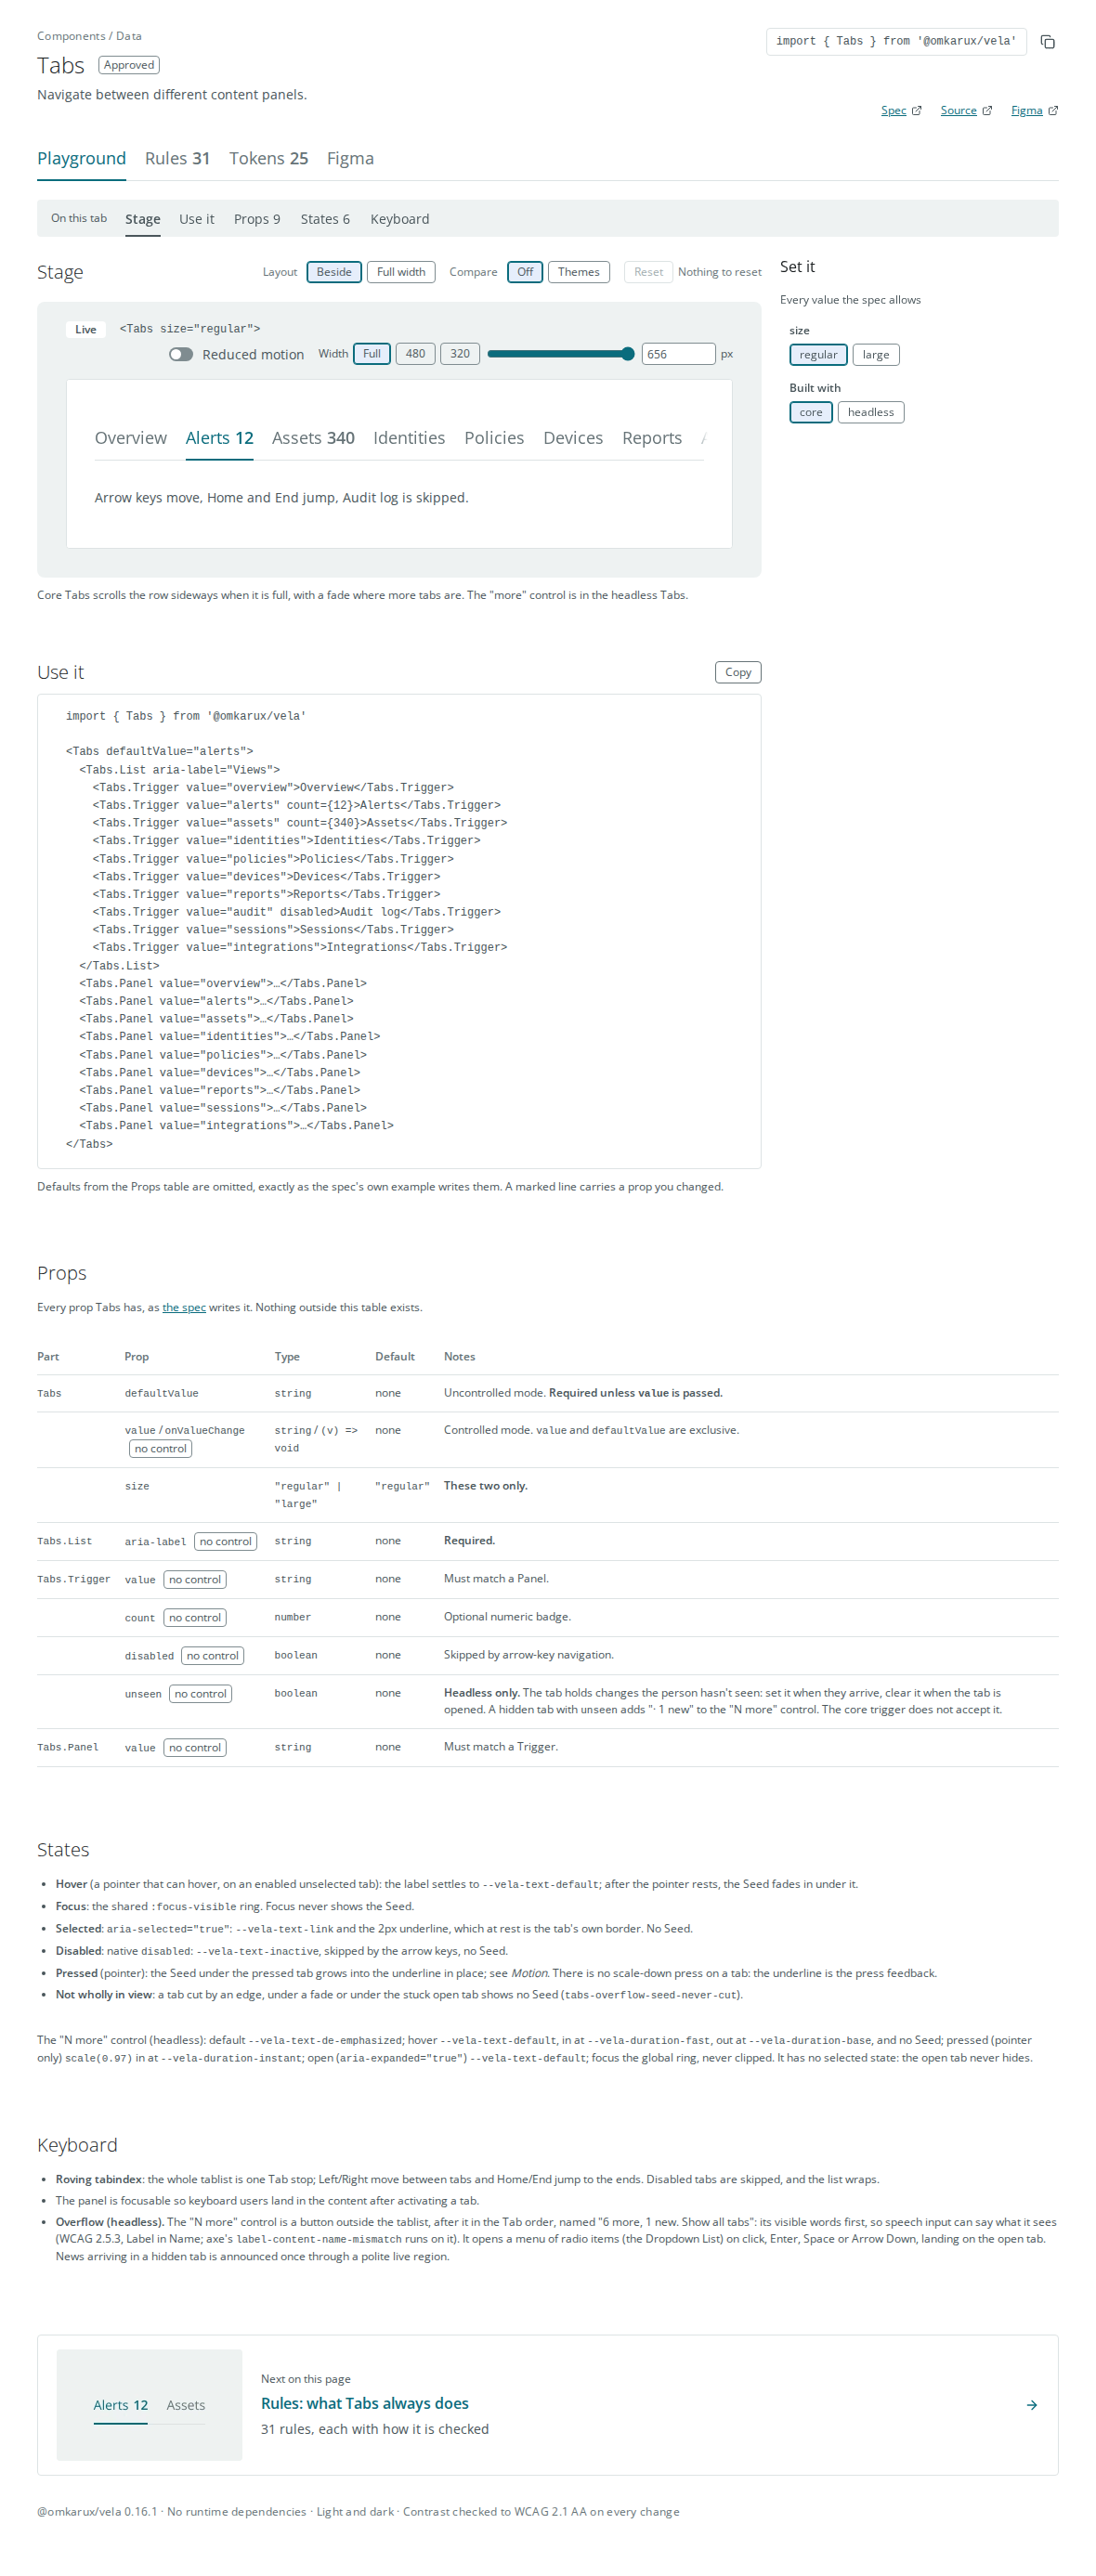 Components / Data
import { Tabs } from '@omkarux/vela'
Tabs Approved
Navigate between different content panels.
Spec Source Figma
Playground Rules 31 Tokens 25 Figma
On this tab Stage Use it Props 9 States 6 Keyboard
Stage Layout Beside Full width Compare Off Themes Reset Nothing to reset
Set it
Every value the spec allows
size
regular large
Built with
core headless
Live <Tabs size="regular">
Reduced motion Width Full 480 320 656 px
Overview Alerts 12 Assets 340 Identities Policies Devices Reports
Arrow keys move, Home and End jump, Audit log is skipped.
Core Tabs scrolls the row sideways when it is full, with a fade where more tabs are. The "more" control is in the headless Tabs.
Use it Copy
import { Tabs } from '@omkarux/vela'
<Tabs defaultValue="alerts">
<Tabs.List aria-label="Views">
<Tabs.Trigger value="overview">Overview</Tabs.Trigger>
<Tabs.Trigger value="alerts" count={12}>Alerts</Tabs.Trigger>
<Tabs.Trigger value="assets" count={340}>Assets</Tabs.Trigger>
<Tabs.Trigger value="identities">Identities</Tabs.Trigger>
<Tabs.Trigger value="policies">Policies</Tabs.Trigger>
<Tabs.Trigger value="devices">Devices</Tabs.Trigger>
<Tabs.Trigger value="reports">Reports</Tabs.Trigger>
<Tabs.Trigger value="audit" disabled>Audit log</Tabs.Trigger>
<Tabs.Trigger value="sessions">Sessions</Tabs.Trigger>
<Tabs.Trigger value="integrations">Integrations</Tabs.Trigger>
</Tabs.List>
<Tabs.Panel value="overview">…</Tabs.Panel>
<Tabs.Panel value="alerts">…</Tabs.Panel>
<Tabs.Panel value="assets">…</Tabs.Panel>
<Tabs.Panel value="identities">…</Tabs.Panel>
<Tabs.Panel value="policies">…</Tabs.Panel>
<Tabs.Panel value="devices">…</Tabs.Panel>
<Tabs.Panel value="reports">…</Tabs.Panel>
<Tabs.Panel value="sessions">…</Tabs.Panel>
<Tabs.Panel value="integrations">…</Tabs.Panel>
</Tabs>
Defaults from the Props table are omitted, exactly as the spec's own example writes them. A marked line carries a prop you changed.
Props
Every prop Tabs has, as the spec writes it. Nothing outside this table exists.
Part Prop Type Default Notes
Tabs defaultValue string none Uncontrolled mode. Required unless value is passed.
value / onValueChange string / (v) => none Controlled mode. value and defaultValue are exclusive.
no control void
size "regular" | "regular" These two only.
"large"
Tabs.List aria-label no control string none Required.
Tabs.Trigger value no control string none Must match a Panel.
count no control number none Optional numeric badge.
disabled no control boolean none Skipped by arrow-key navigation.
unseen no control boolean none Headless only. The tab holds changes the person hasn't seen: set it when they arrive, clear it when the tab is
opened. A hidden tab with unseen adds "· 1 new" to the "N more" control. The core trigger does not accept it.
Tabs.Panel value no control string none Must match a Trigger.
States
• Hover (a pointer that can hover, on an enabled unselected tab): the label settles to --vela-text-default; after the pointer rests, the Seed fades in under it.
• Focus: the shared :focus-visible ring. Focus never shows the Seed.
• Selected: aria-selected="true": --vela-text-link and the 2px underline, which at rest is the tab's own border. No Seed.
• Disabled: native disabled: --vela-text-inactive, skipped by the arrow keys, no Seed.
• Pressed (pointer): the Seed under the pressed tab grows into the underline in place; see Motion. There is no scale-down press on a tab: the underline is the press feedback.
• Not wholly in view: a tab cut by an edge, under a fade or under the stuck open tab shows no Seed (tabs-overflow-seed-never-cut).
The "N more" control (headless): default --vela-text-de-emphasized; hover --vela-text-default, in at --vela-duration-fast, out at --vela-duration-base, and no Seed; pressed (pointer
only) scale(0.97) in at --vela-duration-instant; open (aria-expanded="true") --vela-text-default; focus the global ring, never clipped. It has no selected state: the open tab never hides.
Keyboard
• Roving tabindex: the whole tablist is one Tab stop; Left/Right move between tabs and Home/End jump to the ends. Disabled tabs are skipped, and the list wraps.
• The panel is focusable so keyboard users land in the content after activating a tab.
• Overflow (headless). The "N more" control is a button outside the tablist, after it in the Tab order, named "6 more, 1 new. Show all tabs": its visible words first, so speech input can say what it sees
(WCAG 2.5.3, Label in Name; axe's label-content-name-mismatch runs on it). It opens a menu of radio items (the Dropdown List) on click, Enter, Space or Arrow Down, landing on the open tab.
News arriving in a hidden tab is announced once through a polite live region.
Alerts 12 Assets
Next on this page
Rules: what Tabs always does
31 rules, each with how it is checked
@omkarux/vela 0.16.1 · No runtime dependencies · Light and dark · Contrast checked to WCAG 2.1 AA on every change